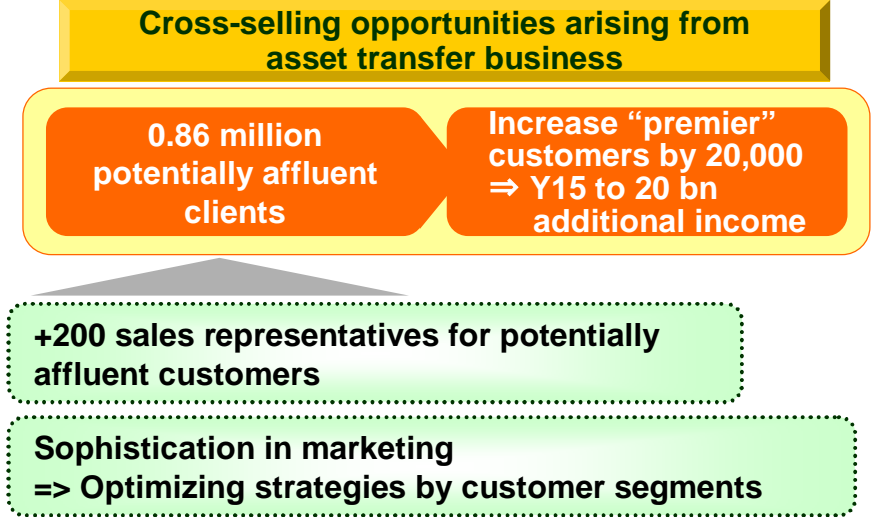 Cross-selling opportunities arising from
asset transfer business
0.86 million
potentially affluent
clients
Increase “premier”
customers by 20,000
⇒ Y15 to 20 bn
additional income
+200 sales representatives for potentially
affluent customers
Sophistication in marketing
=> Optimizing strategies by customer segments